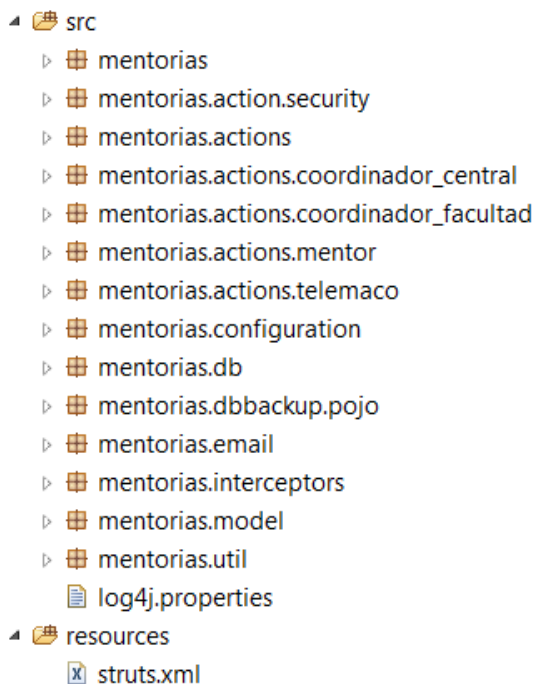 src
mentorias
mentorias.action.security
mentorias.actions
mentorias.actions.coordinador_central
mentorias.actions.coordinador_facultad
mentorias.actions.mentor
mentorias.actions.telemaco
mentorias.configuration
mentorias.db
mentorias.dbbackup.pojo
mentorias.email
mentorias.interceptors
mentorias.model
mentorias.util
log4j.properties
resources
struts.xml